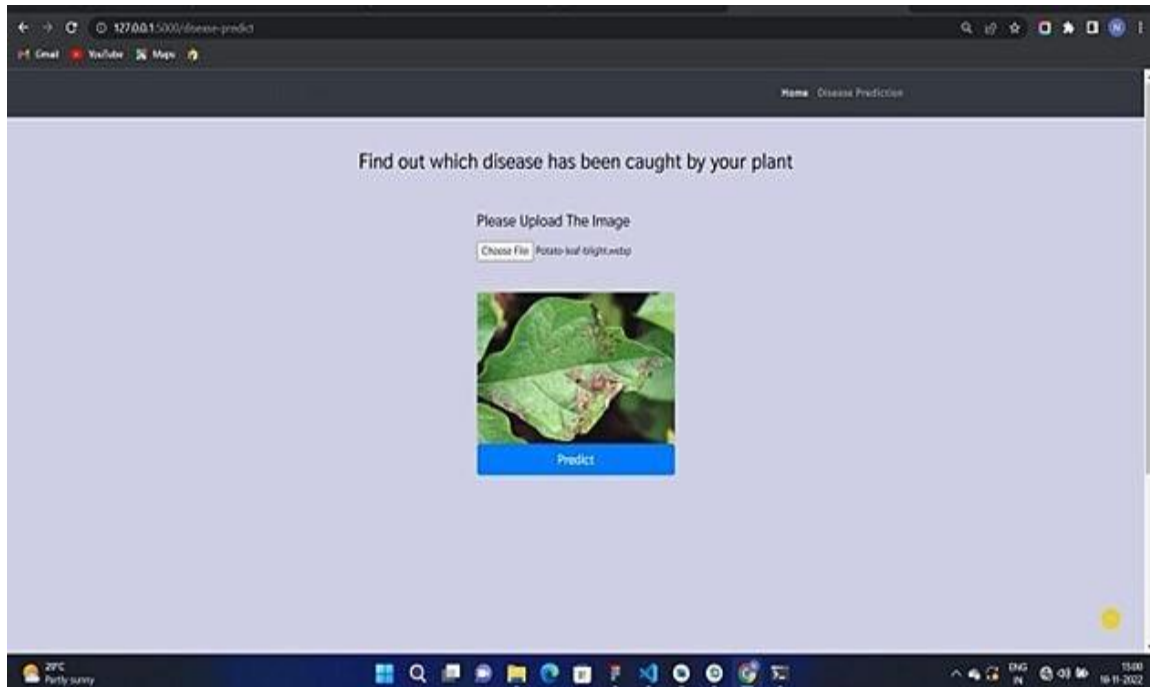 127.0.0.1:5000/disease-predict
Gmail YouTube Maps
Home Disease Prediction
Find out which disease has been caught by your plant
Please Upload The Image
Choose File Potato-leaf-blight.webp
Predict
Partly sunny
ENG
IN
15:00
16-11-2022